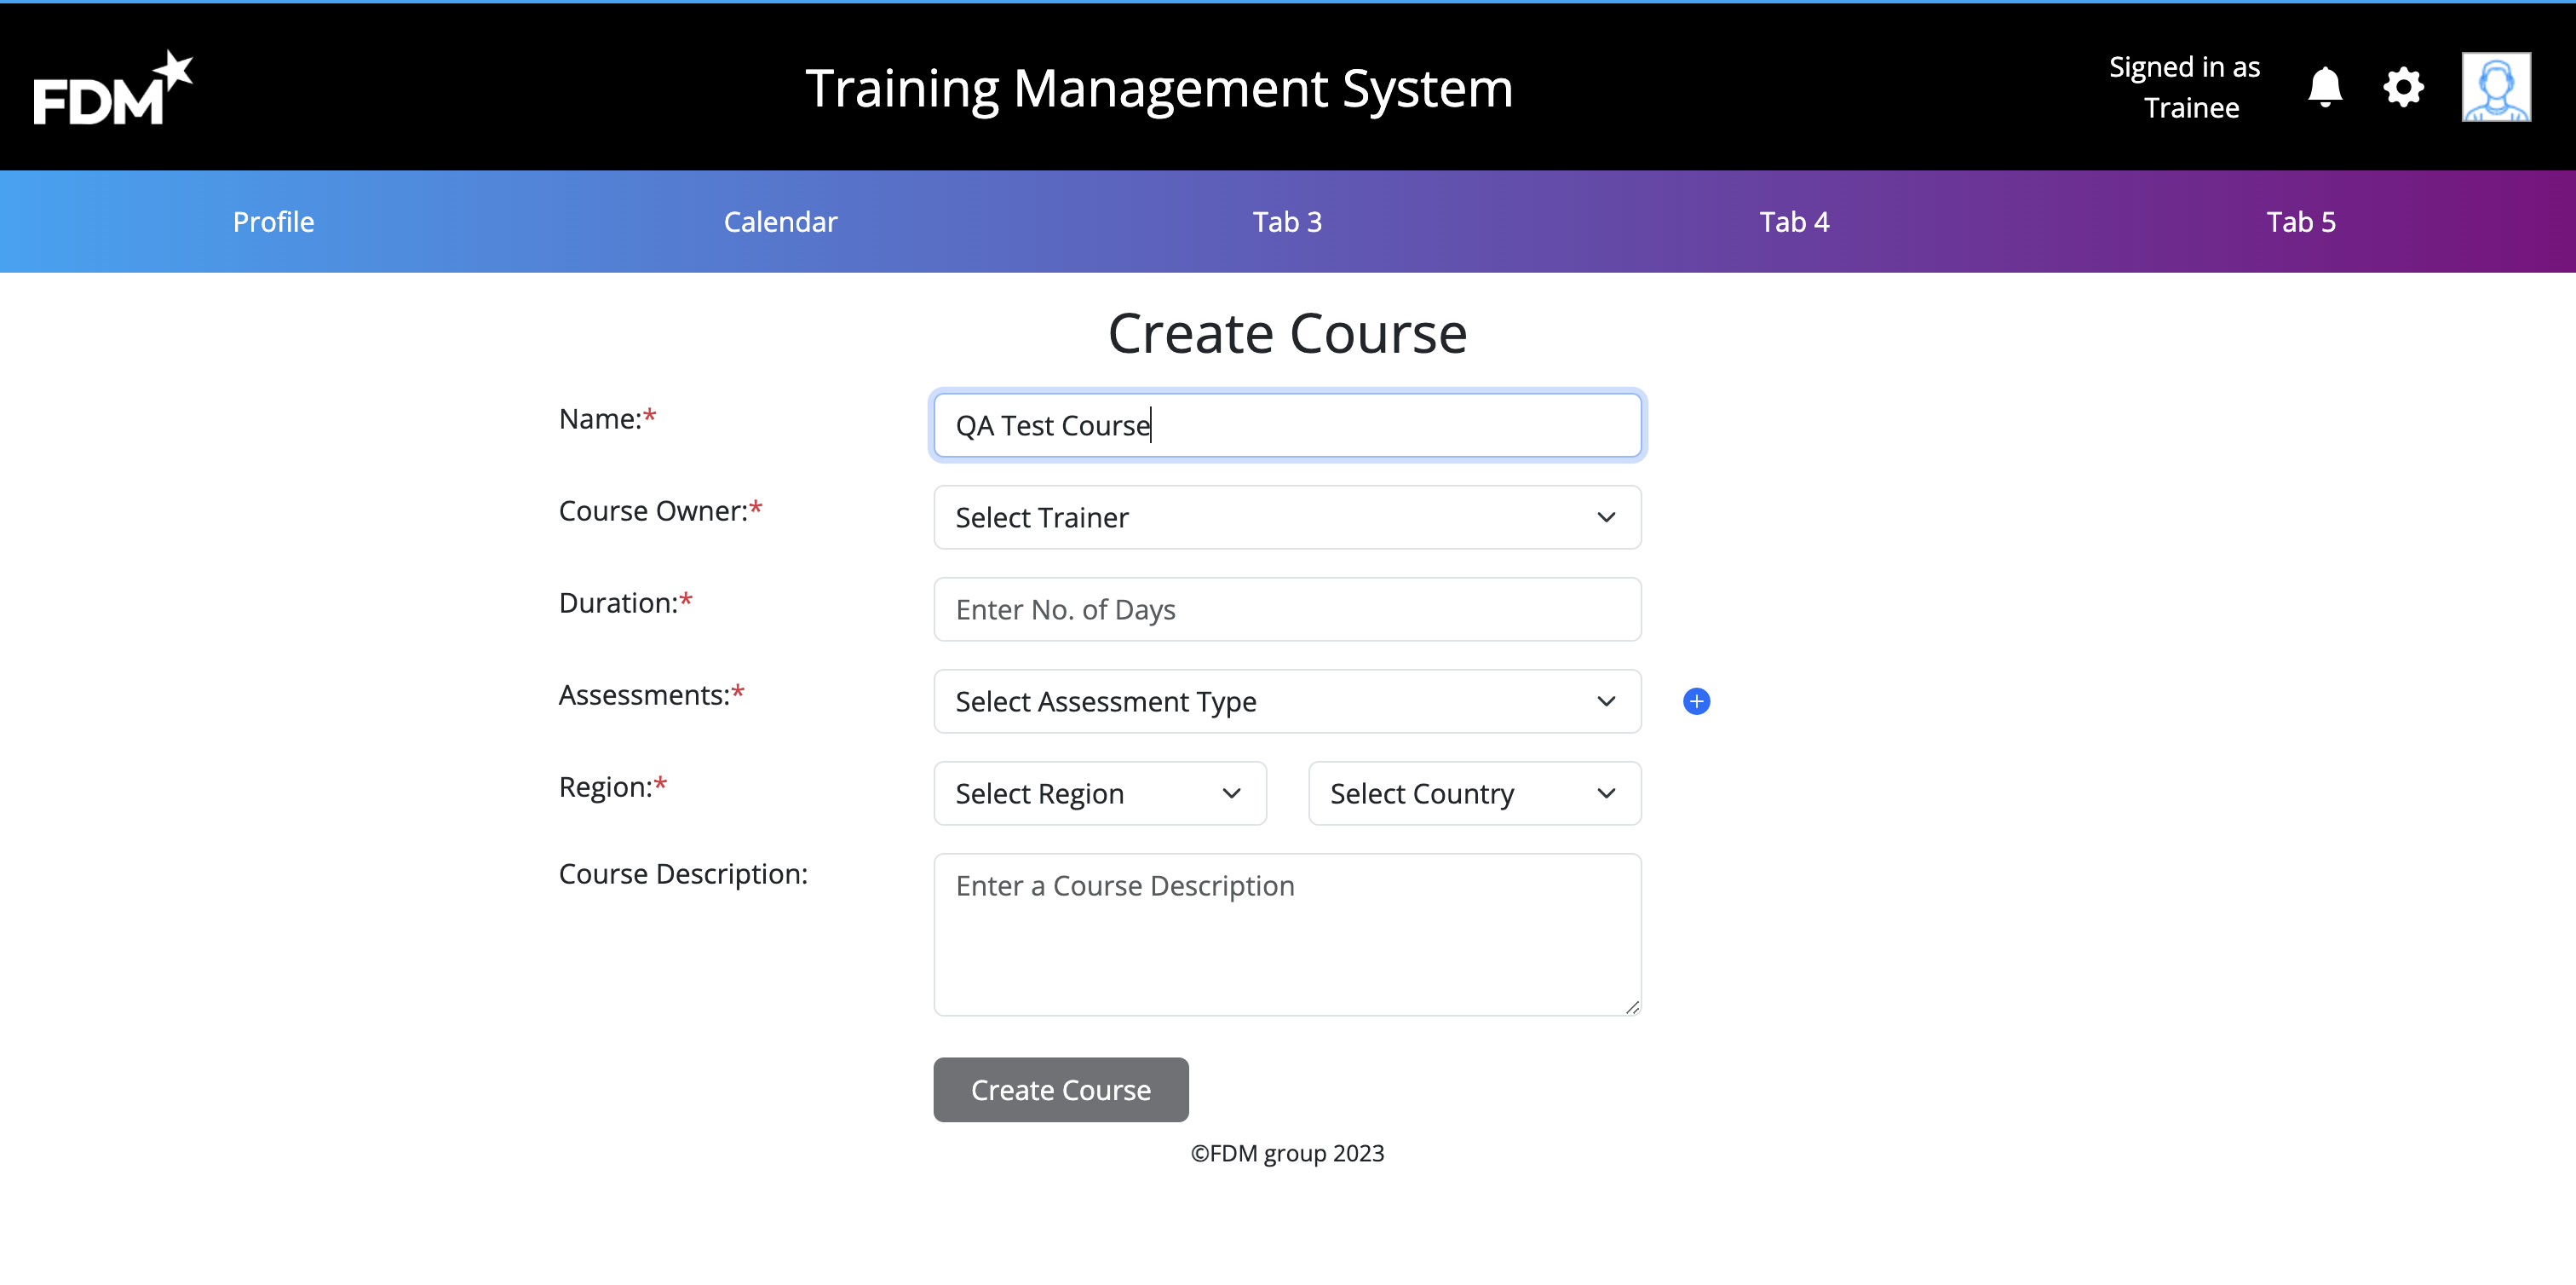 FDM
Training Management System
Signed in as
Trainee
Profile
Calendar
Tab 3
Tab 4
Tab 5
Create Course
Name:*
QA Test Course
Course Owner:*
Select Trainer
Duration:*
Enter No. of Days
Assessments:*
Select Assessment Type
Region:*
Select Region
Select Country
Course Description:
Enter a Course Description
Create Course
©FDM group 2023